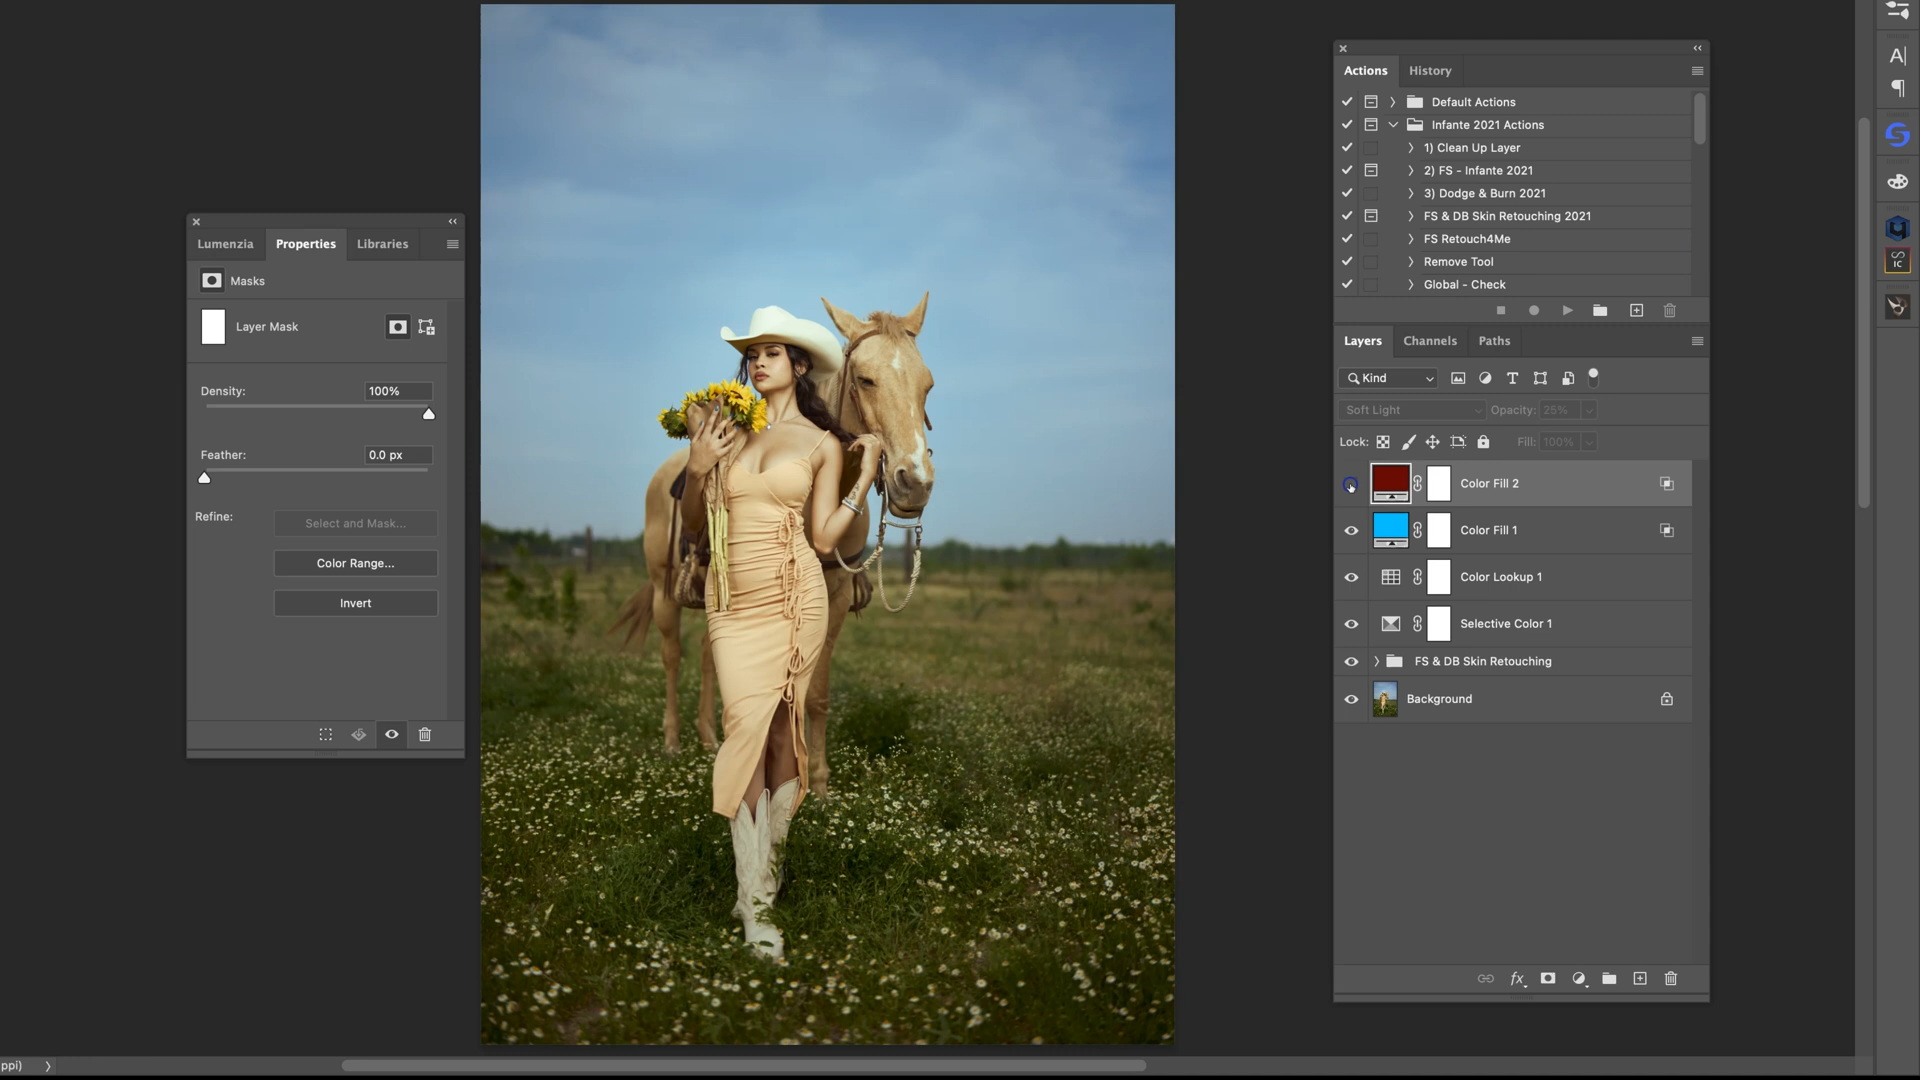 Actions
History
Default Actions
Infante 2021 Actions
1) Clean Up Layer
2) FS - Infante 2021
3) Dodge & Burn 2021
FS & DB Skin Retouching 2021
FS Retouch4Me
Remove Tool
Global - Check
Lumenzia
Properties
Libraries
Masks
Layer Mask
Density: 100%
Feather: 0.0 px
Refine:
Select and Mask...
Color Range...
Invert
Layers
Channels
Paths
Kind
Soft Light
Opacity: 25%
Lock:
Fill: 100%
Color Fill 2
Color Fill 1
Color Lookup 1
Selective Color 1
FS & DB Skin Retouching
Background
fx
IC
ppi)